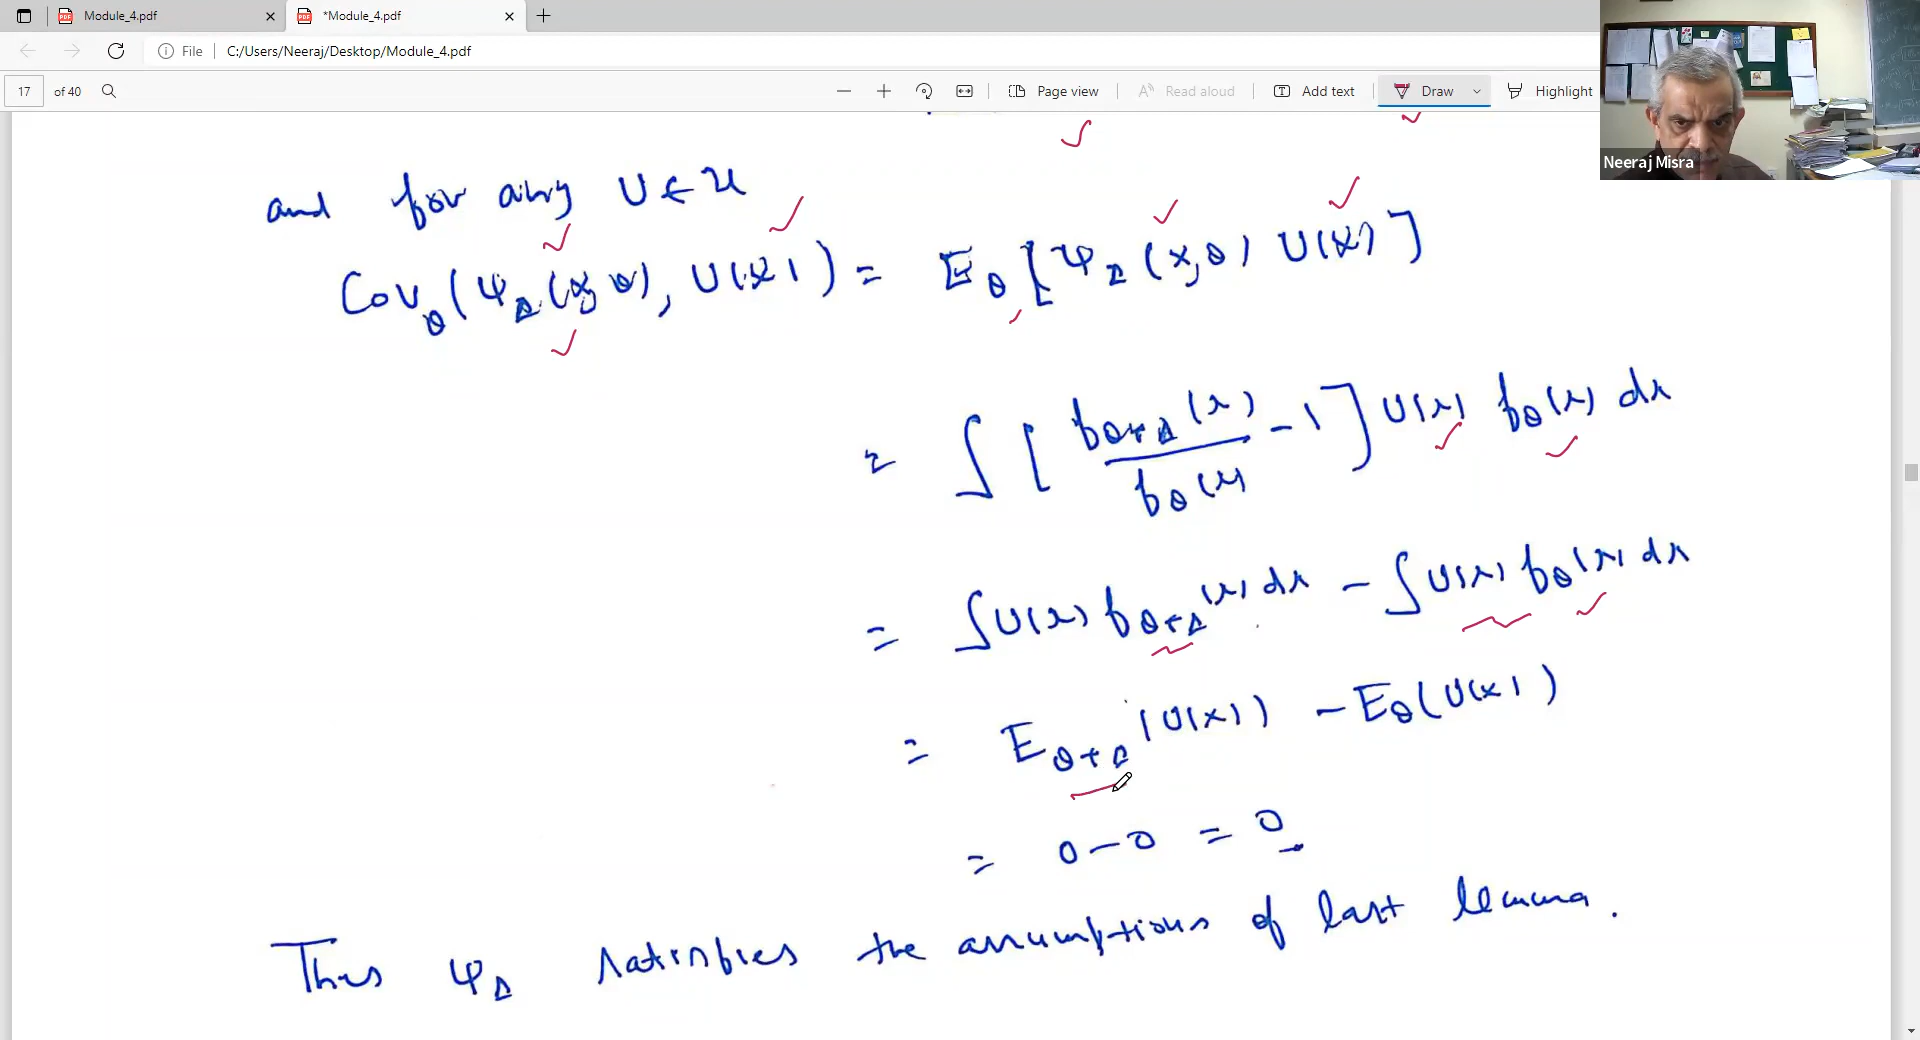 Module_4.pdf
*Module_4.pdf
File C:/Users/Neeraj/Desktop/Module_4.pdf
17 of 40 Page view Read aloud Add text Draw Highlight
Neeraj Misra
and for any U ∈ 𝒰
Cov_θ(ψ_Δ(X, θ), U(X)) = E_θ[ψ_Δ(X, θ) U(X)]
= ∫ [f_{θ+Δ}(x) / f_θ(x) - 1] U(x) f_θ(x) dx
= ∫ U(x) f_{θ+Δ}(x) dx - ∫ U(x) f_θ(x) dx
= E_{θ+Δ}(U(X)) - E_θ(U(X))
= 0 - 0 = 0
Thus ψ_Δ satisfies the assumptions of last lemma.